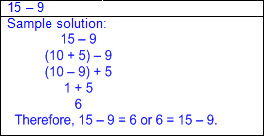 15 – 9
Sample solution:
15 – 9
(10 + 5) – 9
(10 – 9) + 5
1 + 5
6
Therefore, 15 – 9 = 6 or 6 = 15 – 9.